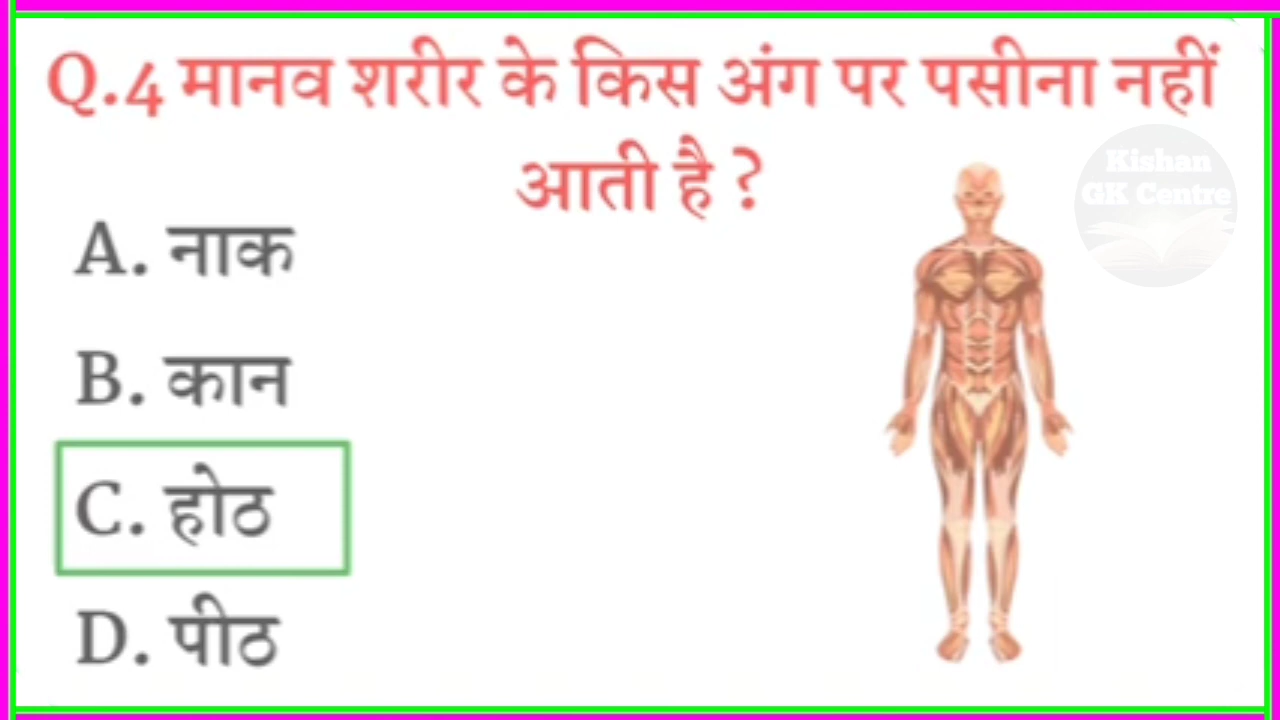 Q.4 मानव शरीर के किस अंग पर पसीना नहीं
आती है ?
Kishan
GK Centre
A. नाक
B. कान
C. होठ
D. पीठ